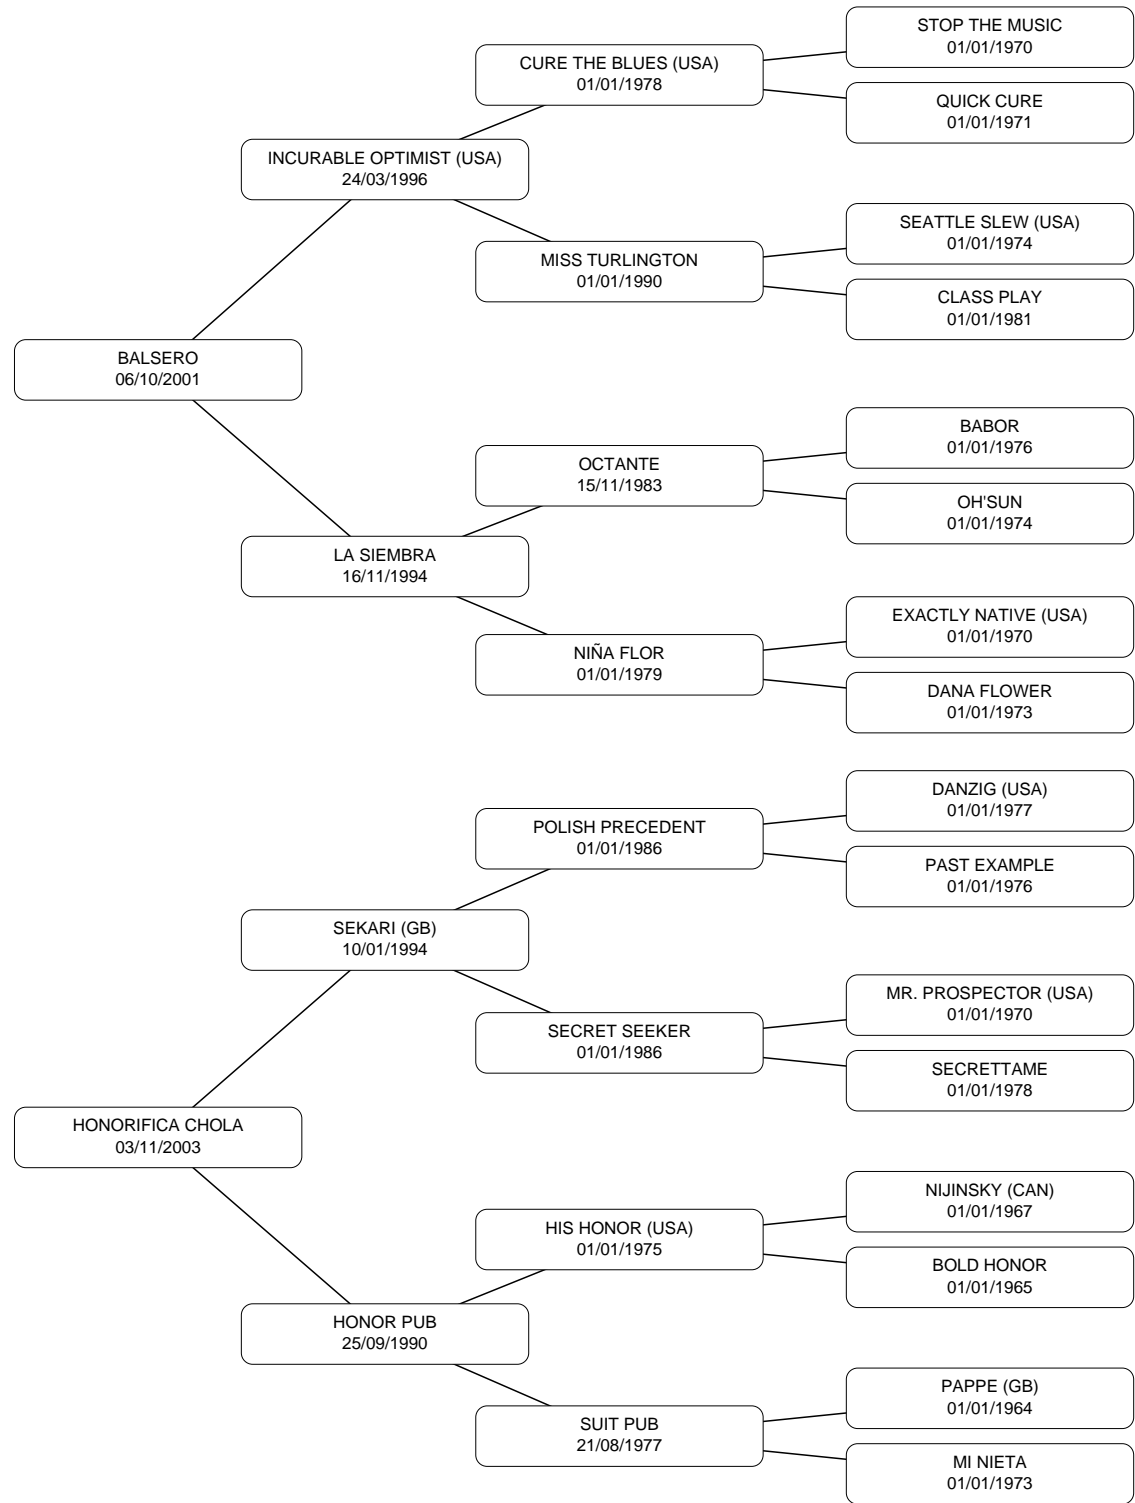 STOP THE MUSIC
01/01/1970
CURE THE BLUES (USA)
01/01/1978
QUICK CURE
01/01/1971
INCURABLE OPTIMIST (USA)
24/03/1996
SEATTLE SLEW (USA)
01/01/1974
MISS TURLINGTON
01/01/1990
CLASS PLAY
01/01/1981
BALSERO
06/10/2001
BABOR
01/01/1976
OCTANTE
15/11/1983
OH'SUN
01/01/1974
LA SIEMBRA
16/11/1994
EXACTLY NATIVE (USA)
01/01/1970
NIÑA FLOR
01/01/1979
DANA FLOWER
01/01/1973
DANZIG (USA)
01/01/1977
POLISH PRECEDENT
01/01/1986
PAST EXAMPLE
01/01/1976
SEKARI (GB)
10/01/1994
MR. PROSPECTOR (USA)
01/01/1970
SECRET SEEKER
01/01/1986
SECRETTAME
01/01/1978
HONORIFICA CHOLA
03/11/2003
NIJINSKY (CAN)
01/01/1967
HIS HONOR (USA)
01/01/1975
BOLD HONOR
01/01/1965
HONOR PUB
25/09/1990
PAPPE (GB)
01/01/1964
SUIT PUB
21/08/1977
MI NIETA
01/01/1973